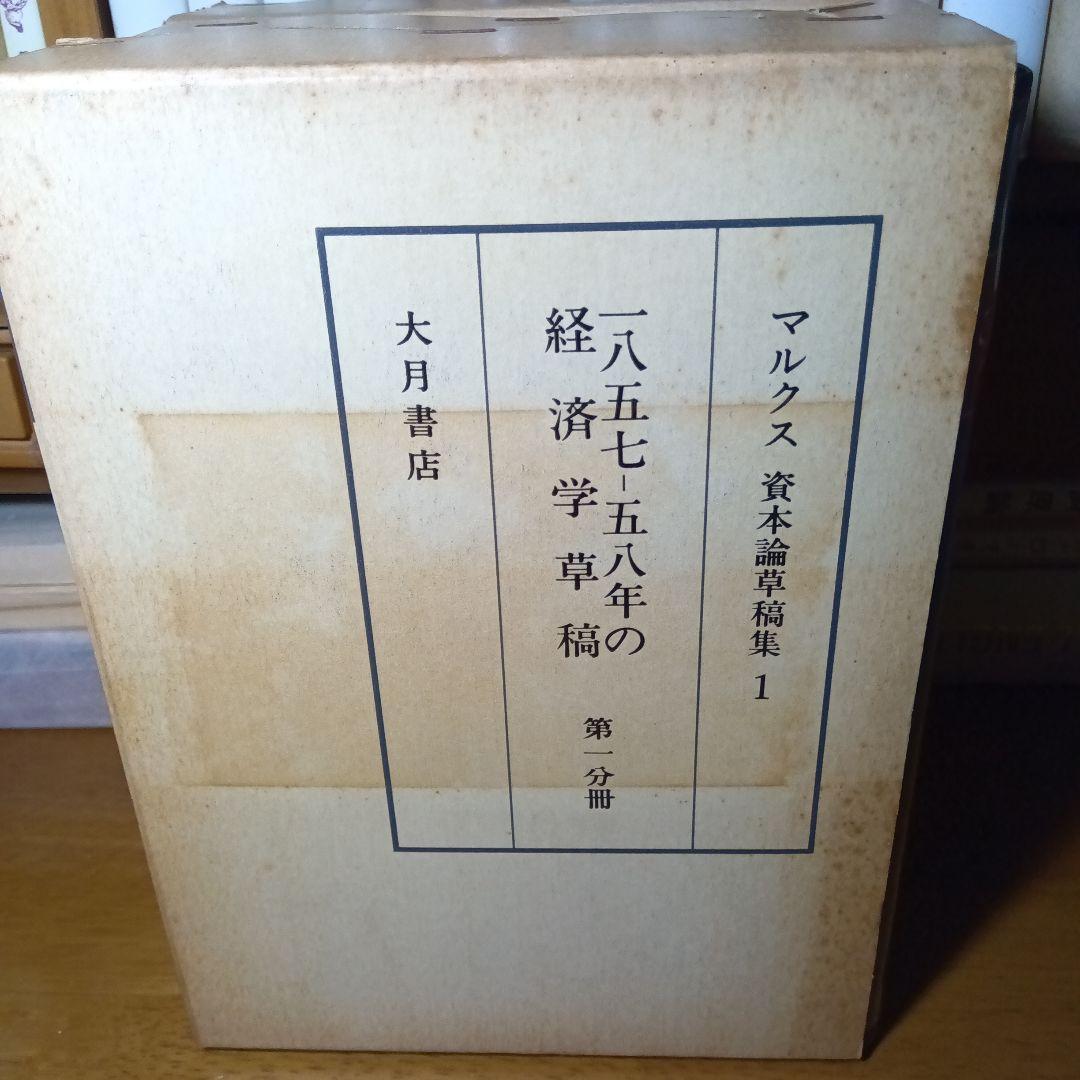 マルクス 資本論草稿集 1
一八五七-五八年の
経済学草稿
第一分冊
大月書店